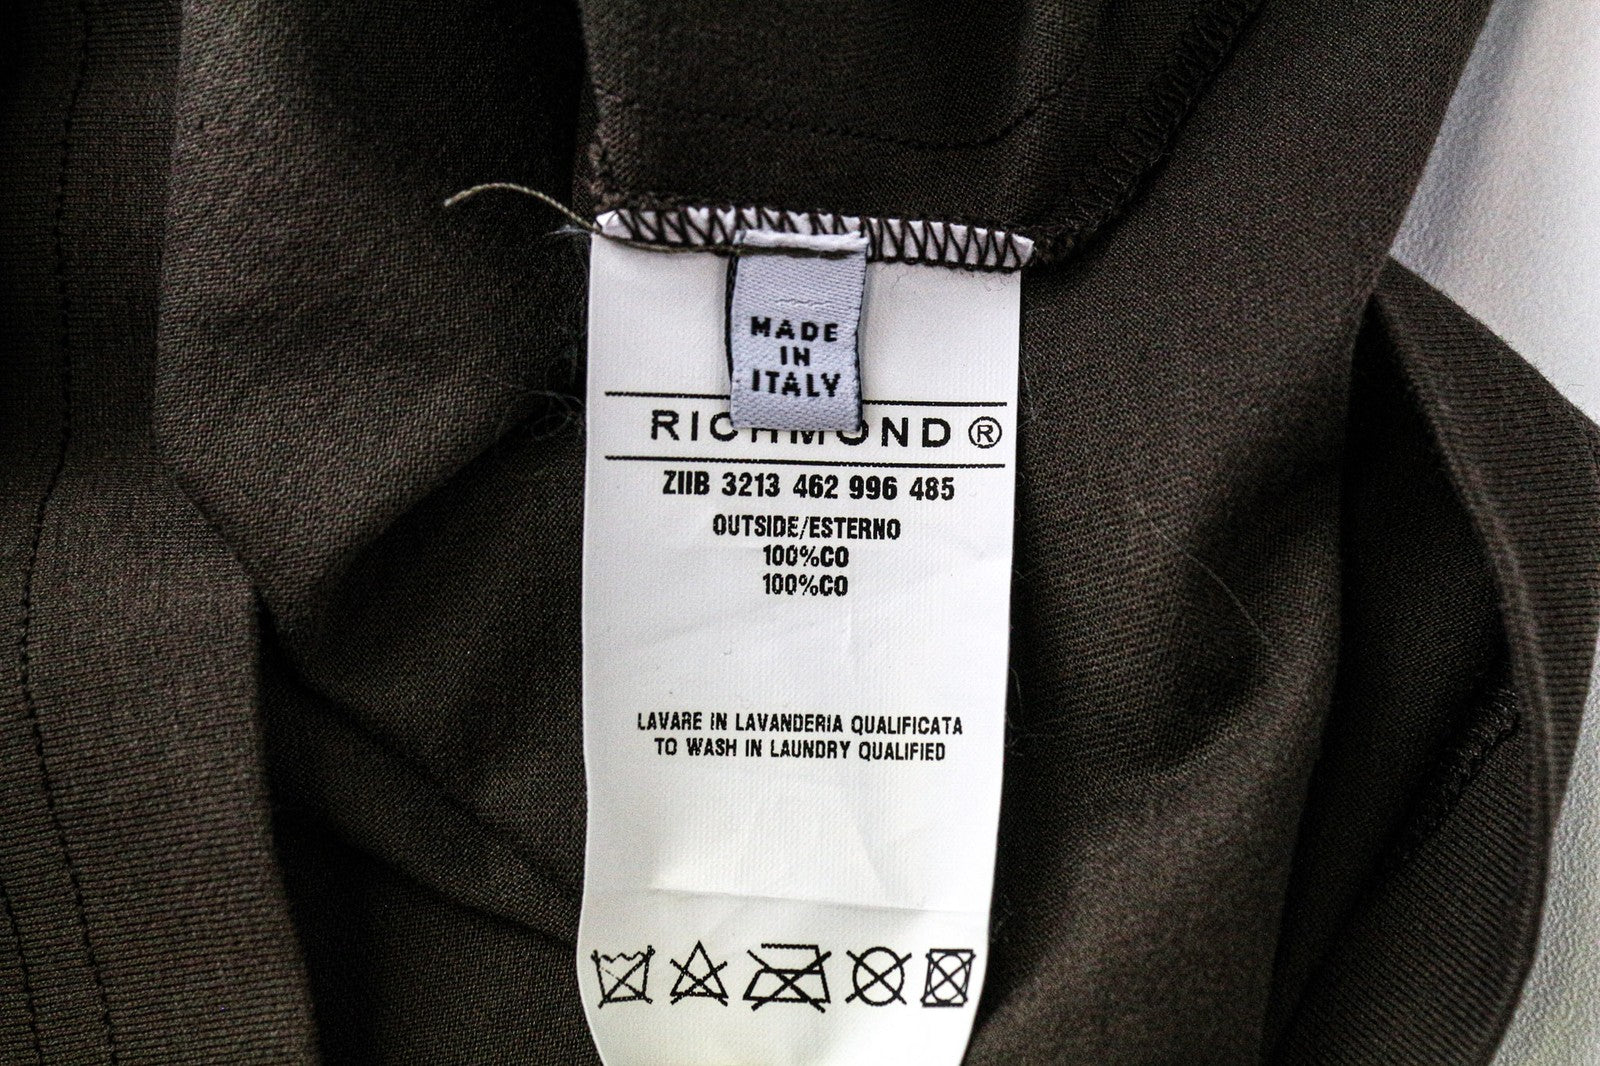 MADE
IN
ITALY
RICHMOND ®
ZIIB 3213 462 996 485
OUTSIDE/ESTERNO
100%CO
100%CO
LAVARE IN LAVANDERIA QUALIFICATA
TO WASH IN LAUNDRY QUALIFIED